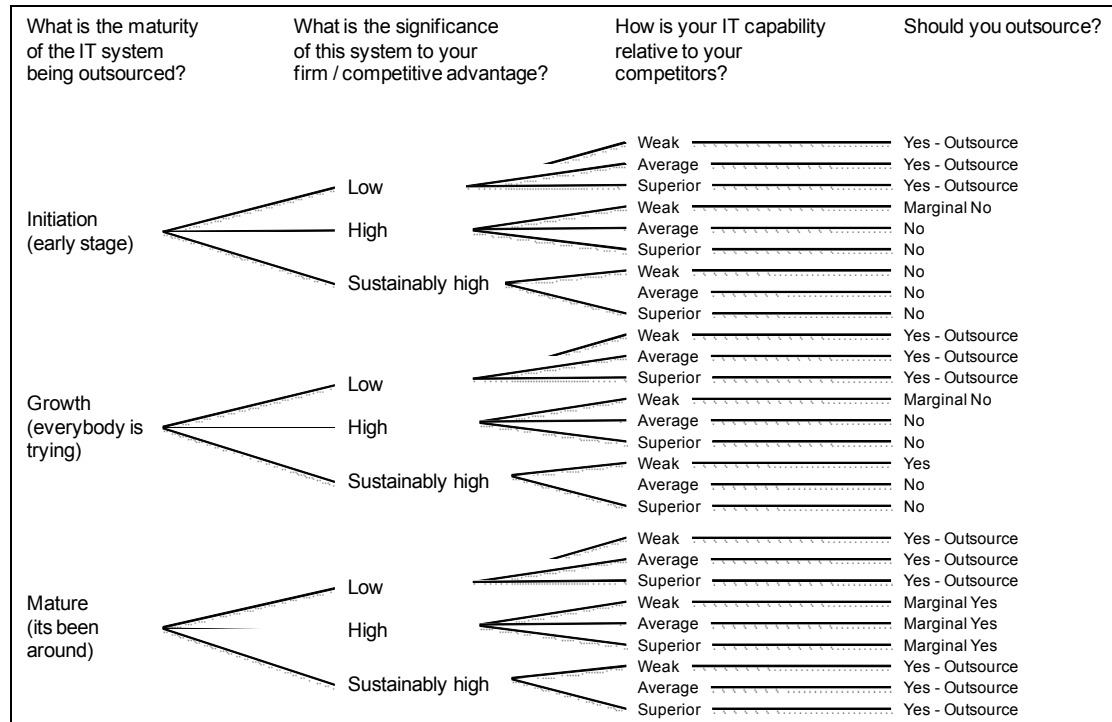 What is the maturity
of the IT system
being outsourced?
What is the significance
of this system to your
firm / competitive advantage?
How is your IT capability
relative to your
competitors?
Should you outsource?
Initiation
(early stage)
Low
Weak Yes - Outsource
Average Yes - Outsource
Superior Yes - Outsource
High
Weak Marginal No
Average No
Superior No
Sustainably high
Weak No
Average No
Superior No
Growth
(everybody is
trying)
Low
Weak Yes - Outsource
Average Yes - Outsource
Superior Yes - Outsource
High
Weak Marginal No
Average No
Superior No
Sustainably high
Weak Yes
Average No
Superior No
Mature
(its been
around)
Low
Weak Yes - Outsource
Average Yes - Outsource
Superior Yes - Outsource
High
Weak Marginal Yes
Average Marginal Yes
Superior Marginal Yes
Sustainably high
Weak Yes - Outsource
Average Yes - Outsource
Superior Yes - Outsource